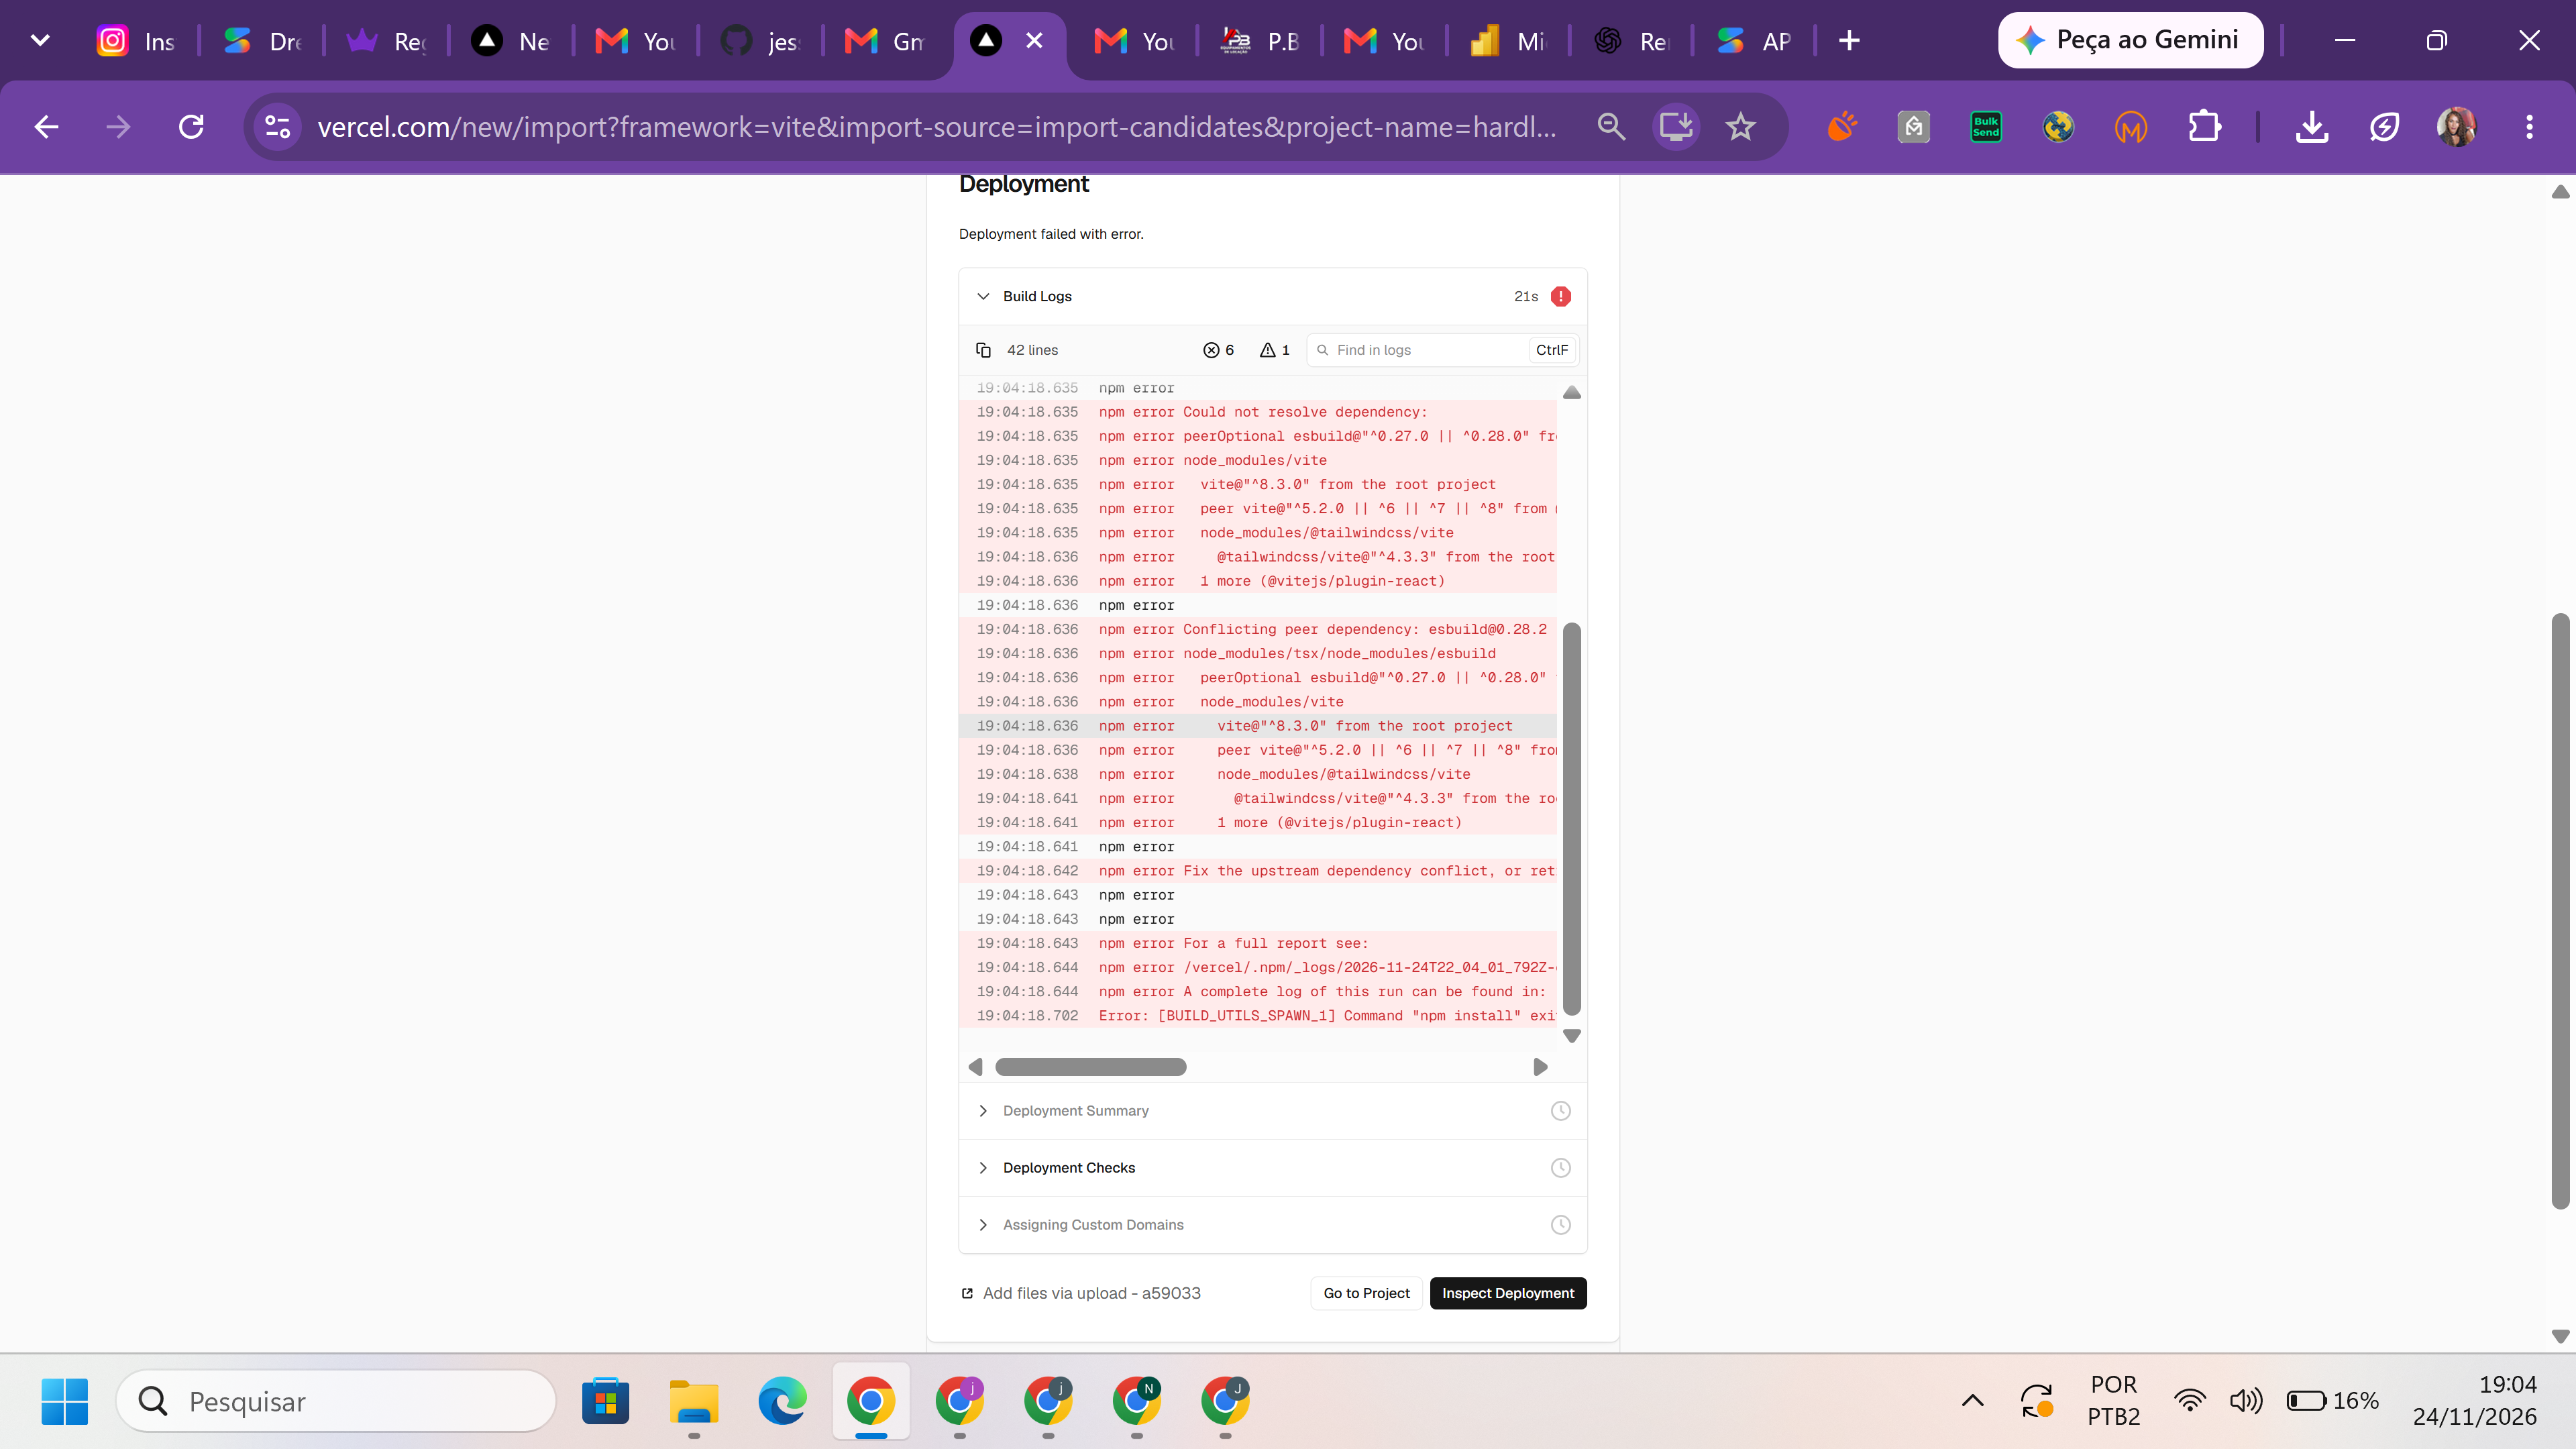 Ins
Dre
Re
Ne
You
jes
Gm
You
P.B
You
Mi
Re
AP
Peça ao Gemini
vercel.com/new/import?framework=vite&import-source=import-candidates&project-name=hardl...
Bulk Send
Deployment
Deployment failed with error.
Build Logs
21s
42 lines
6
1
Find in logs
CtrlF
19:04:18.635 npm error
19:04:18.635 npm error Could not resolve dependency:
19:04:18.635 npm error peerOptional esbuild@"^0.27.0 || ^0.28.0" fr
19:04:18.635 npm error node_modules/vite
19:04:18.635 npm error vite@"^8.3.0" from the root project
19:04:18.635 npm error peer vite@"^5.2.0 || ^6 || ^7 || ^8" from
19:04:18.635 npm error node_modules/@tailwindcss/vite
19:04:18.636 npm error @tailwindcss/vite@"^4.3.3" from the root
19:04:18.636 npm error 1 more (@vitejs/plugin-react)
19:04:18.636 npm error
19:04:18.636 npm error Conflicting peer dependency: esbuild@0.28.2
19:04:18.636 npm error node_modules/tsx/node_modules/esbuild
19:04:18.636 npm error peerOptional esbuild@"^0.27.0 || ^0.28.0"
19:04:18.636 npm error node_modules/vite
19:04:18.636 npm error vite@"^8.3.0" from the root project
19:04:18.636 npm error peer vite@"^5.2.0 || ^6 || ^7 || ^8" from
19:04:18.638 npm error node_modules/@tailwindcss/vite
19:04:18.641 npm error @tailwindcss/vite@"^4.3.3" from the ro
19:04:18.641 npm error 1 more (@vitejs/plugin-react)
19:04:18.641 npm error
19:04:18.642 npm error Fix the upstream dependency conflict, or ret
19:04:18.643 npm error
19:04:18.643 npm error
19:04:18.643 npm error For a full report see:
19:04:18.644 npm error /vercel/.npm/_logs/2026-11-24T22_04_01_792Z-
19:04:18.644 npm error A complete log of this run can be found in:
19:04:18.702 Error: [BUILD_UTILS_SPAWN_1] Command "npm install" exi
Deployment Summary
Deployment Checks
Assigning Custom Domains
Add files via upload - a59033
Go to Project
Inspect Deployment
Pesquisar
j
j
N
J
POR
PTB2
16%
19:04
24/11/2026